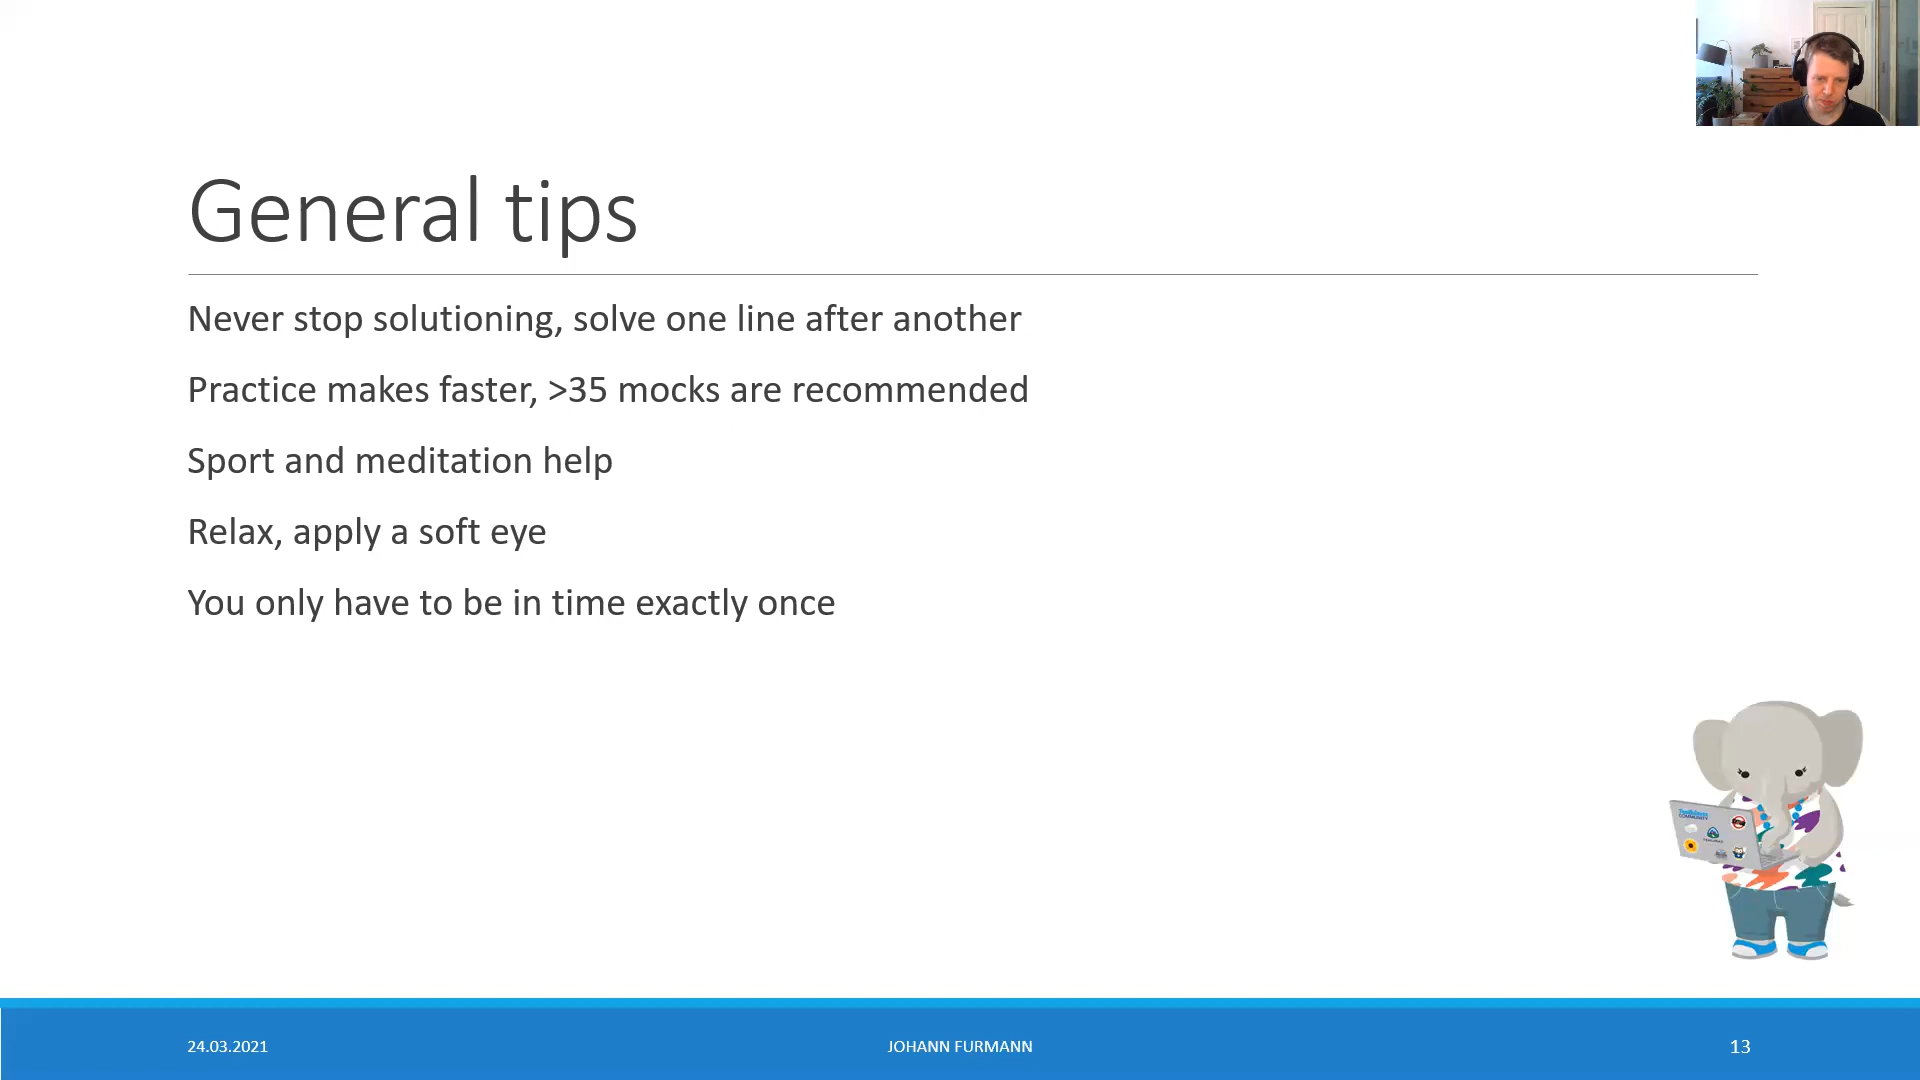 General tips
Never stop solutioning, solve one line after another
Practice makes faster, >35 mocks are recommended
Sport and meditation help
Relax, apply a soft eye
You only have to be in time exactly once
24.03.2021
JOHANN FURMANN
13